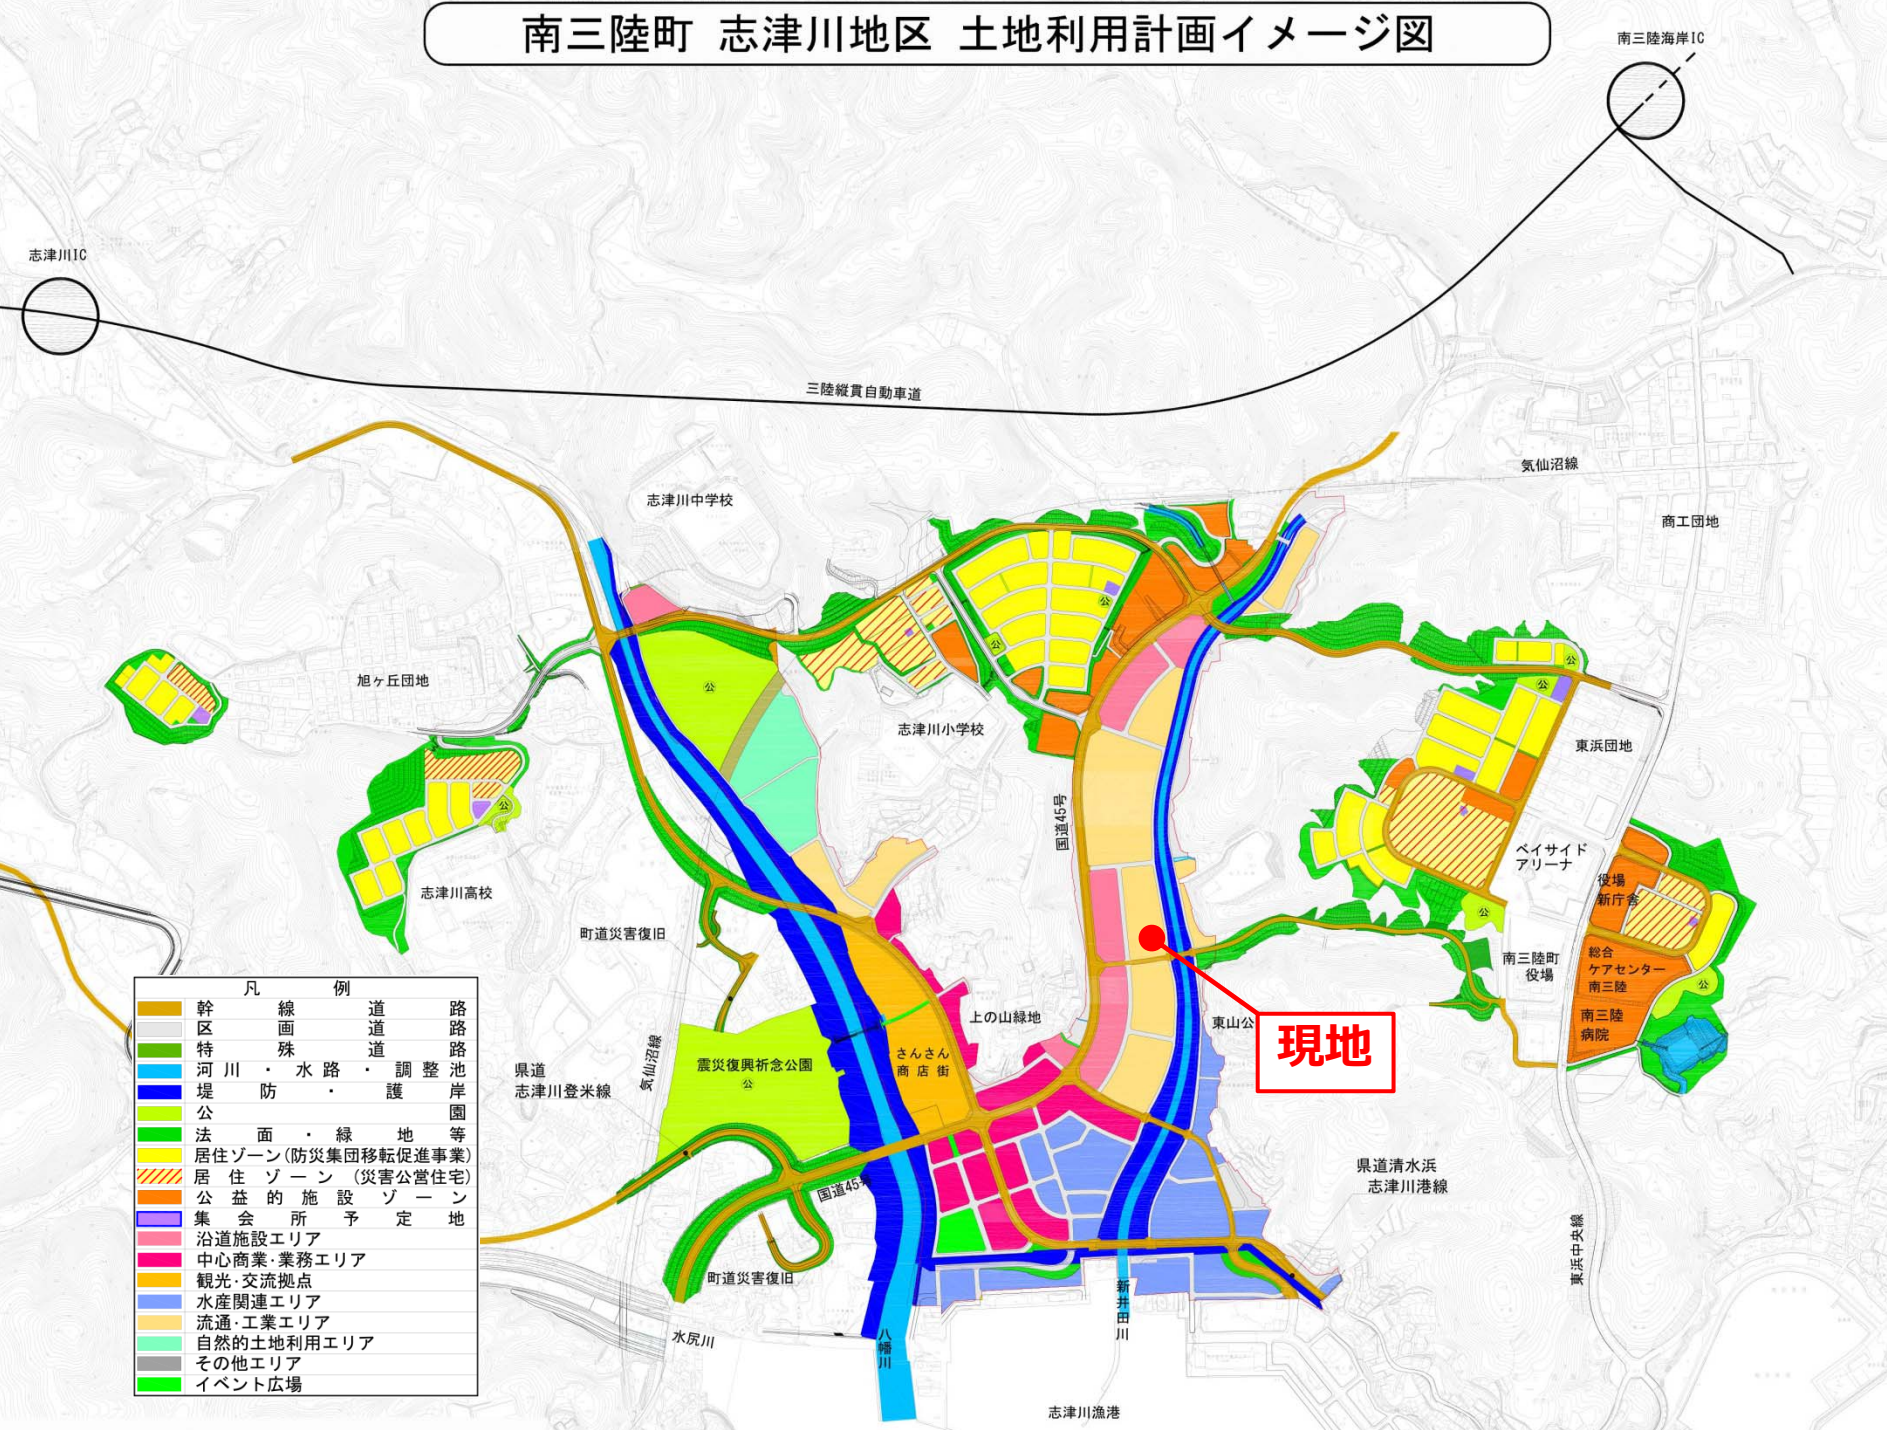 南三陸町 志津川地区 土地利用計画イメージ図
南三陸海岸IC
志津川IC
三陸縦貫自動車道
気仙沼線
志津川中学校
商工団地
公
公
公
公
公
旭ヶ丘団地
志津川小学校
東浜団地
国道45号
公
ベイサイド
アリーナ
志津川高校
役場
新庁舎
公
町道災害復旧
南三陸町
役場
総合
ケアセンター
南三陸
公
南三陸
病院
上の山緑地
東山公
現地
さんさん
商店街
震災復興祈念公園
公
気仙沼線
県道
志津川登米線
県道清水浜
志津川港線
国道45号
東浜中央線
町道災害復旧
水尻川
八幡川
新井田川
志津川漁港
凡例
幹線道路
区画道路
特殊道路
河川・水路・調整池
堤防・護岸
公園
法面・緑地等
居住ゾーン(防災集団移転促進事業)
居住ゾーン(災害公営住宅)
公益的施設ゾーン
集会所予定地
沿道施設エリア
中心商業・業務エリア
観光・交流拠点
水産関連エリア
流通・工業エリア
自然的土地利用エリア
その他エリア
イベント広場